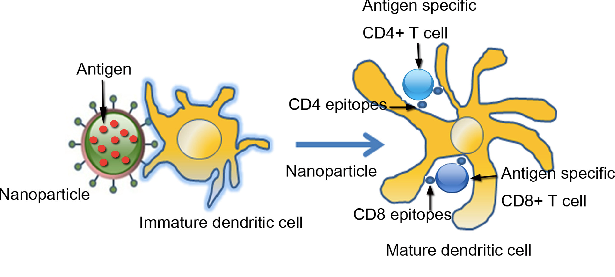 Antigen
Nanoparticle
Immature dendritic cell
Nanoparticle
Antigen specific
CD4+ T cell
CD4 epitopes
Antigen specific
CD8+ T cell
CD8 epitopes
Mature dendritic cell